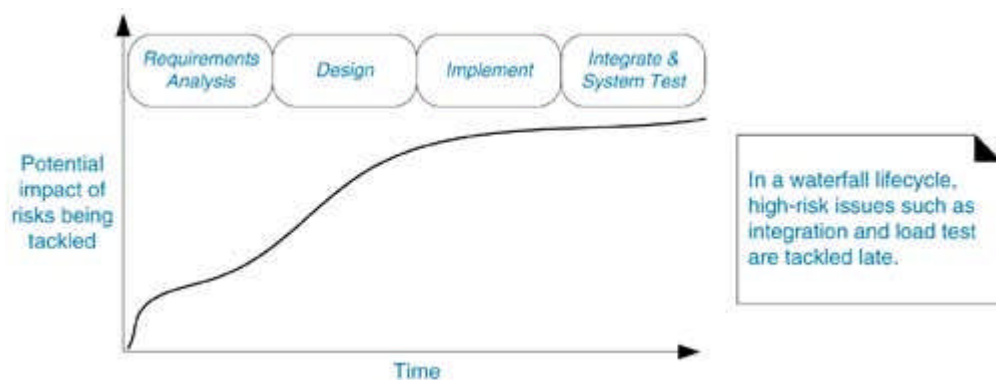 Requirements
Analysis
Design
Implement
Integrate &
System Test
Potential
impact of
risks being
tackled
In a waterfall lifecycle,
high-risk issues such as
integration and load test
are tackled late.
Time